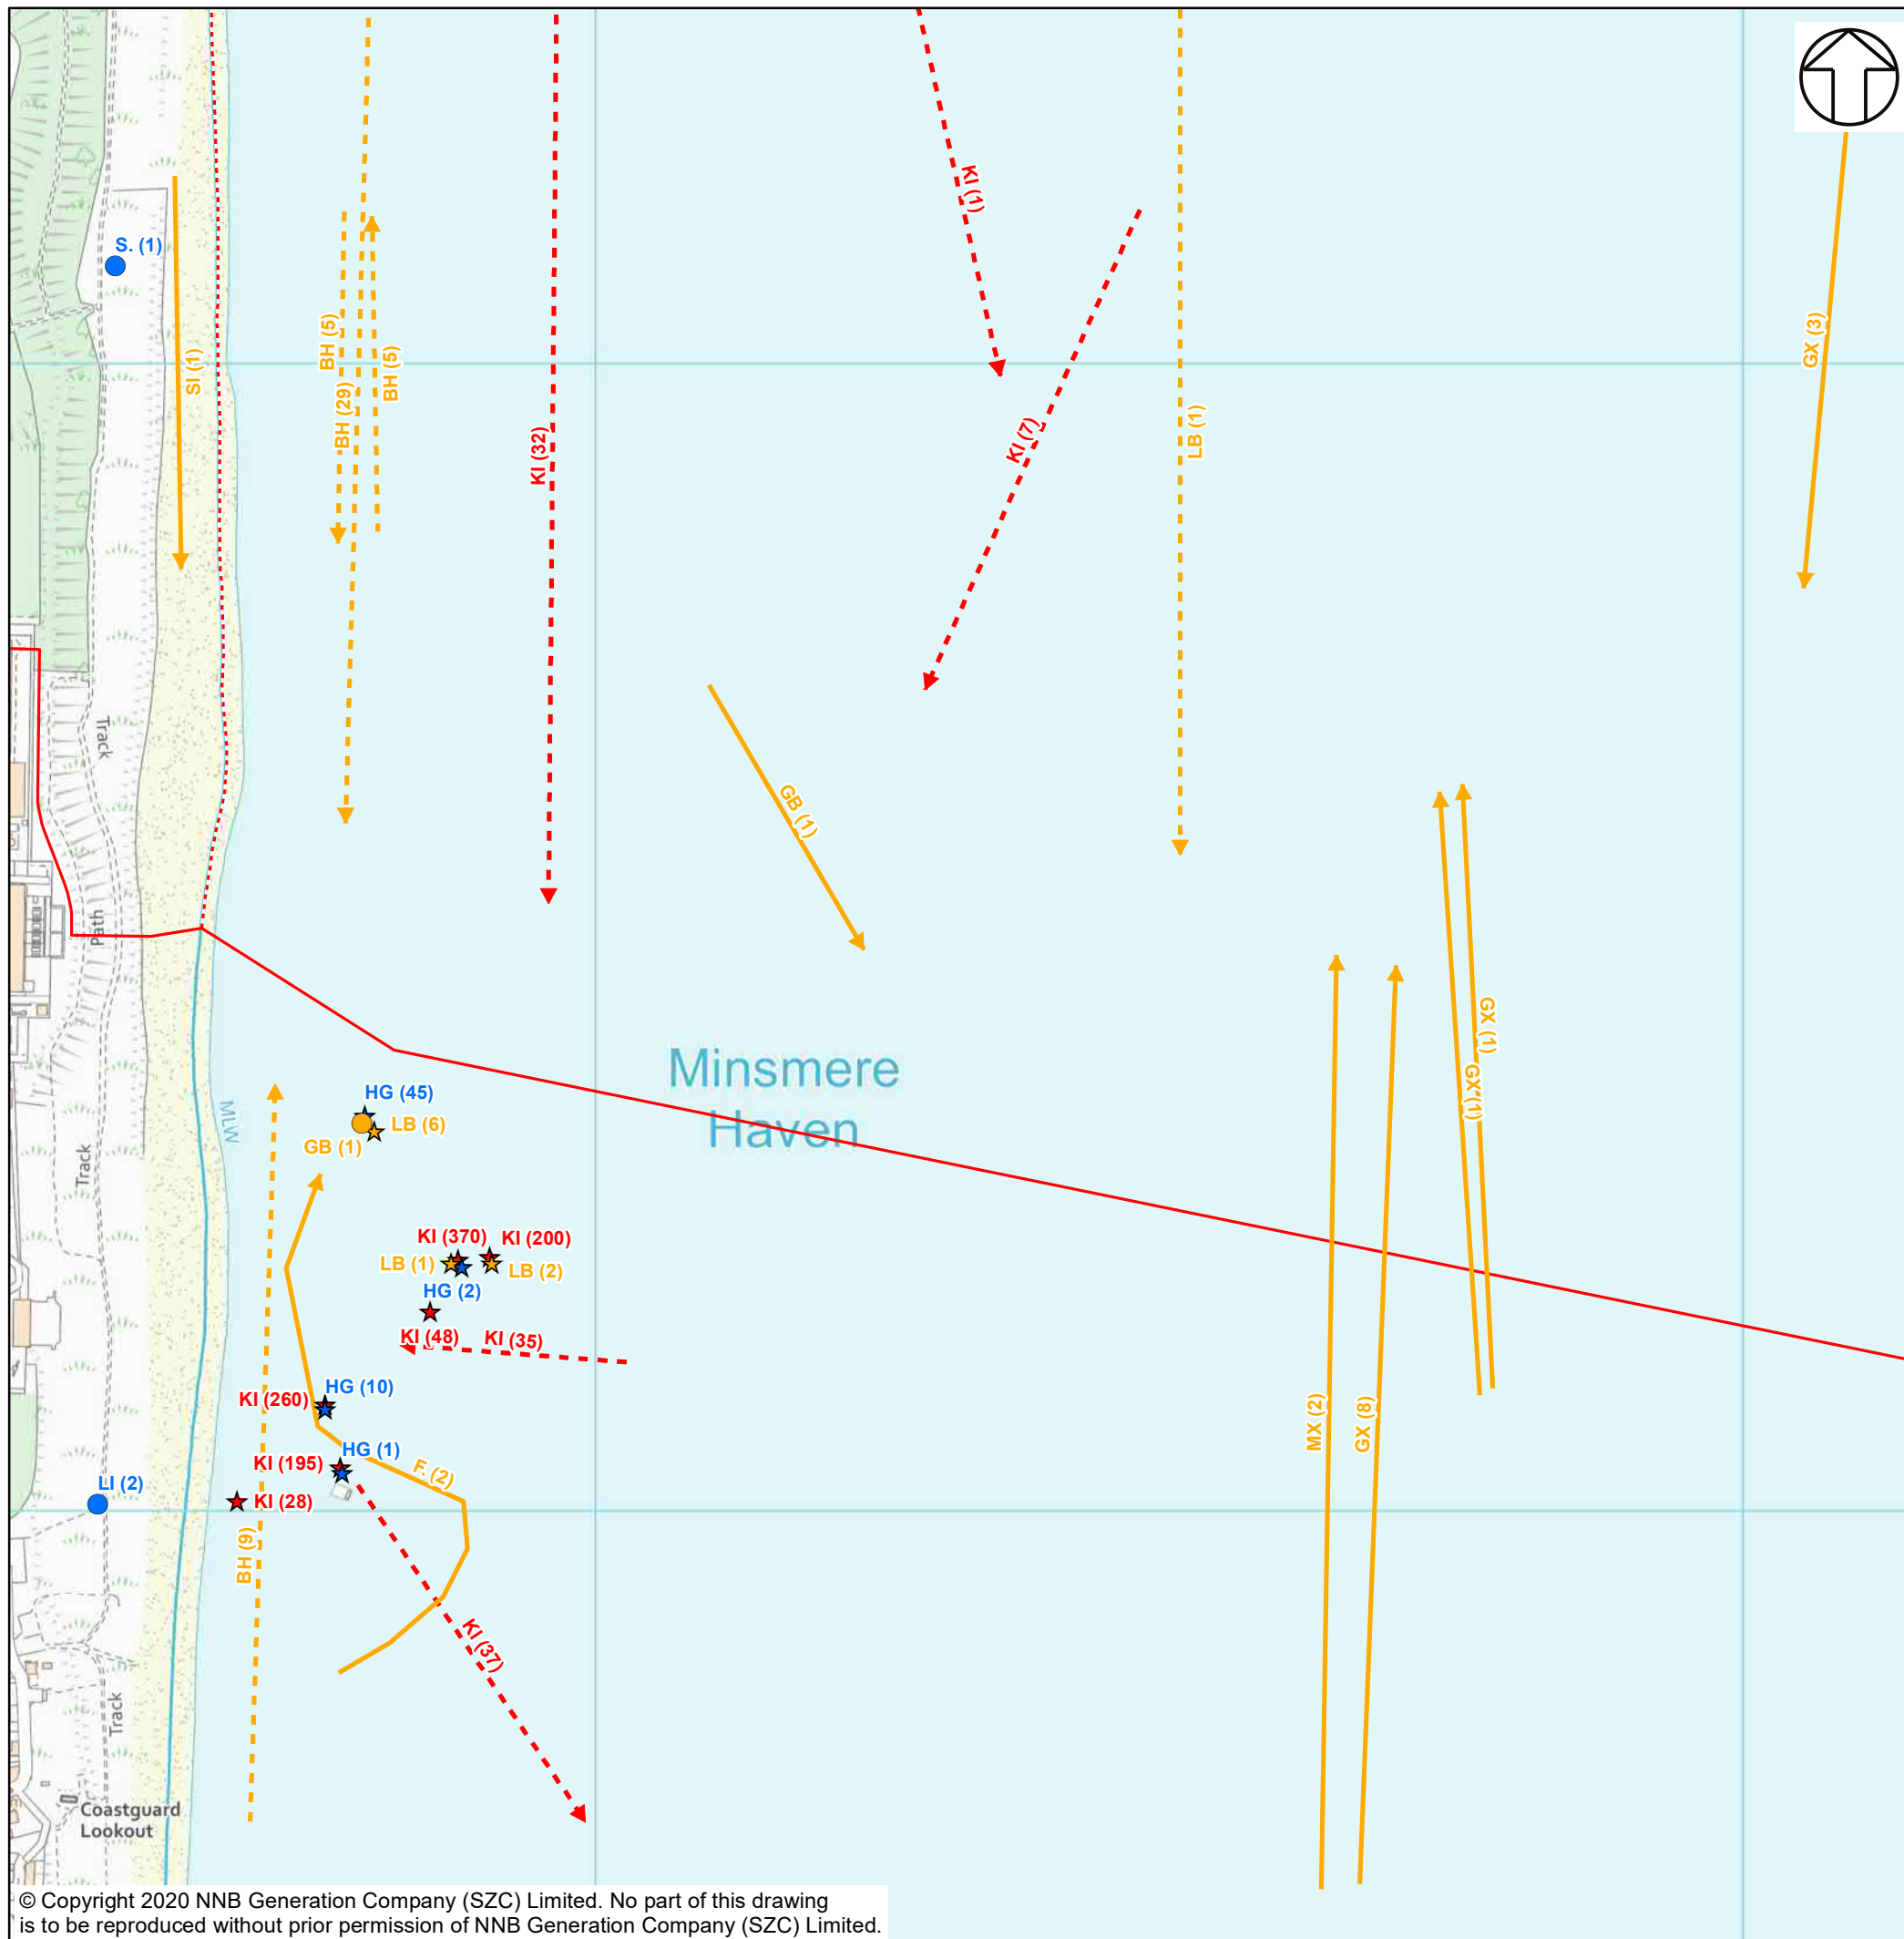 KI (1)
S. (1)
GX (3)
BH (5)
SI (1)
BH (5)
BH (29)
LB (1)
KI (7)
KI (32)
Track
GB (1)
Path
GX (1)
Minsmere
Haven
HG (45)
GX (1)
MLW
LB (6)
GB (1)
Track
KI (370)
KI (200)
LB (1)
LB (2)
HG (2)
KI (48)
KI (35)
HG (10)
KI (260)
MX (2)
GX (8)
HG (1)
KI (195)
F. (2)
LI (2)
KI (28)
BH (9)
KI (37)
Track
Coastguard
Lookout
© Copyright 2020 NNB Generation Company (SZC) Limited. No part of this drawing
is to be reproduced without prior permission of NNB Generation Company (SZC) Limited.